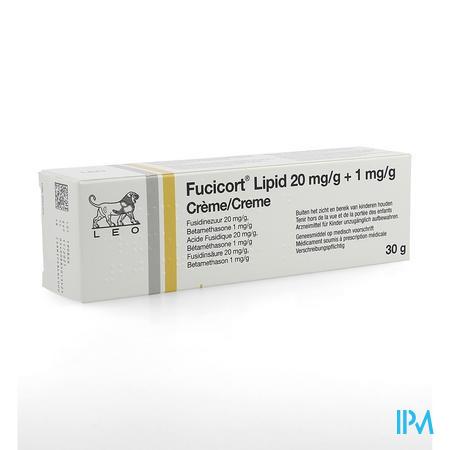 Fucicort® Lipid 20 mg/g + 1 mg/g
Crème/Creme
Fusidinezuur 20 mg/g,
Betamethasone 1 mg/g
Acide Fusidique 20 mg/g,
Bétaméthasone 1 mg/g
Fusidinsäure 20 mg/g,
Betamethason 1 mg/g
Buiten het zicht en bereik van kinderen houden
Tenir hors de la vue et de la portée des enfants
Arzneimittel für Kinder unzugänglich aufbewahren
Geneesmiddel op medisch voorschrift
Médicament soumis à prescription médicale
Verschreibungspflichtig
30 g
LEO
IPM